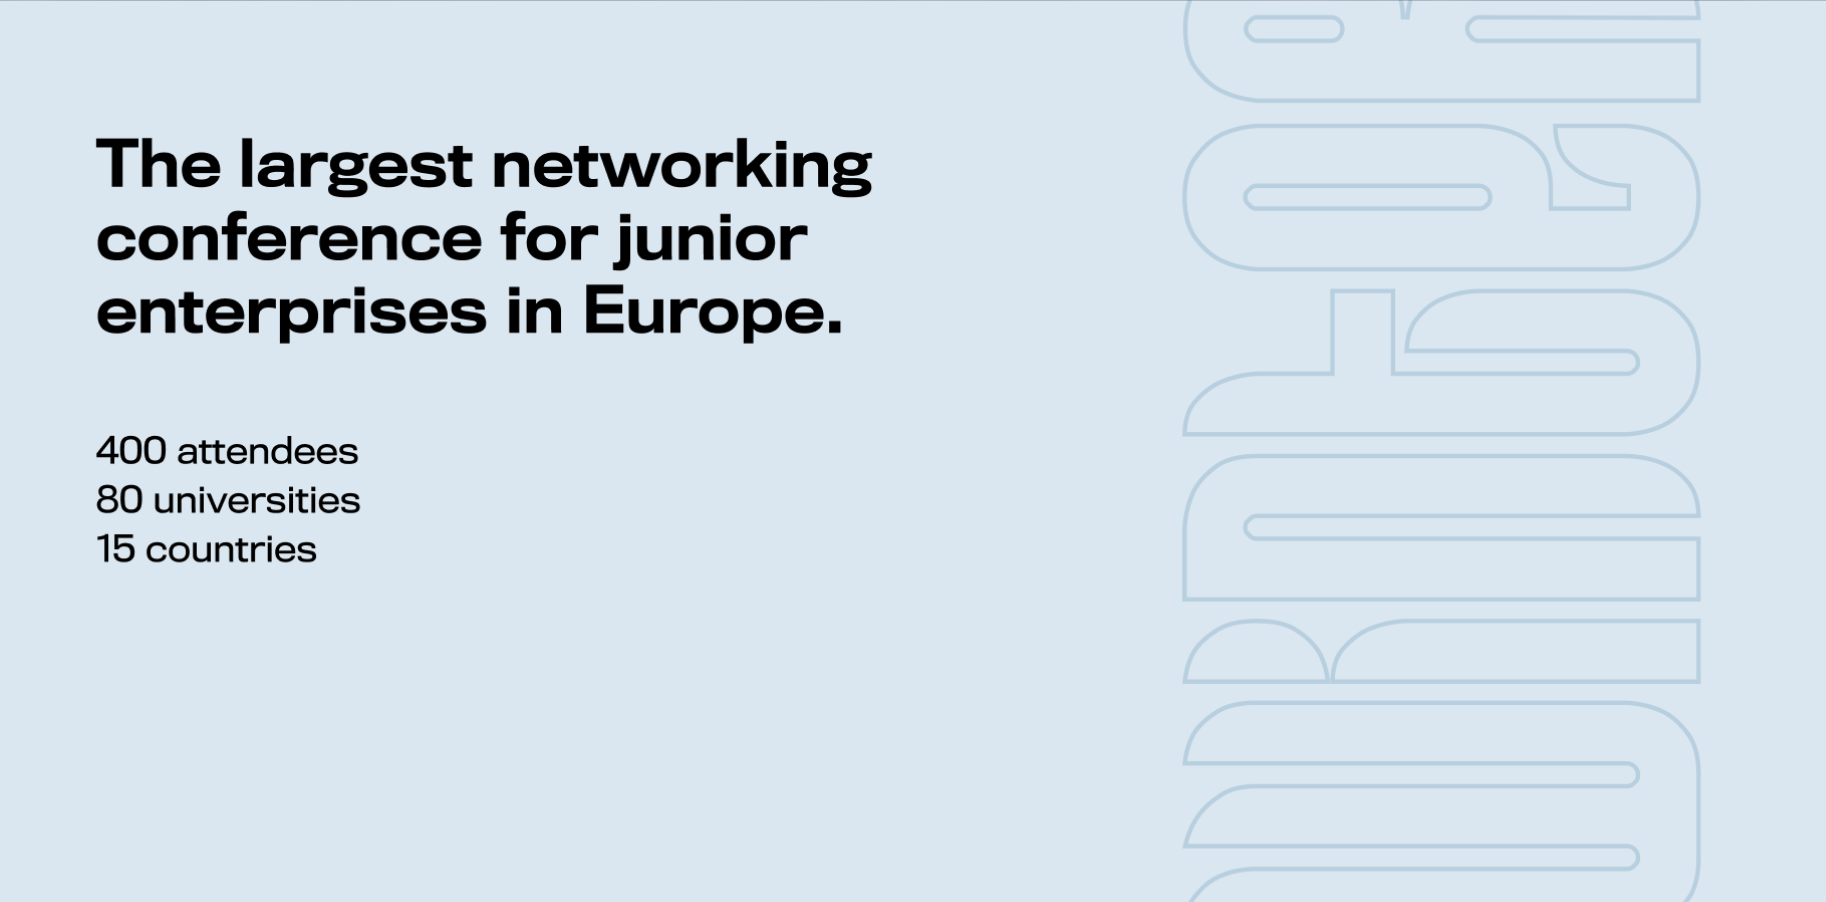 The largest networking
conference for junior
enterprises in Europe.
400 attendees
80 universities
15 countries